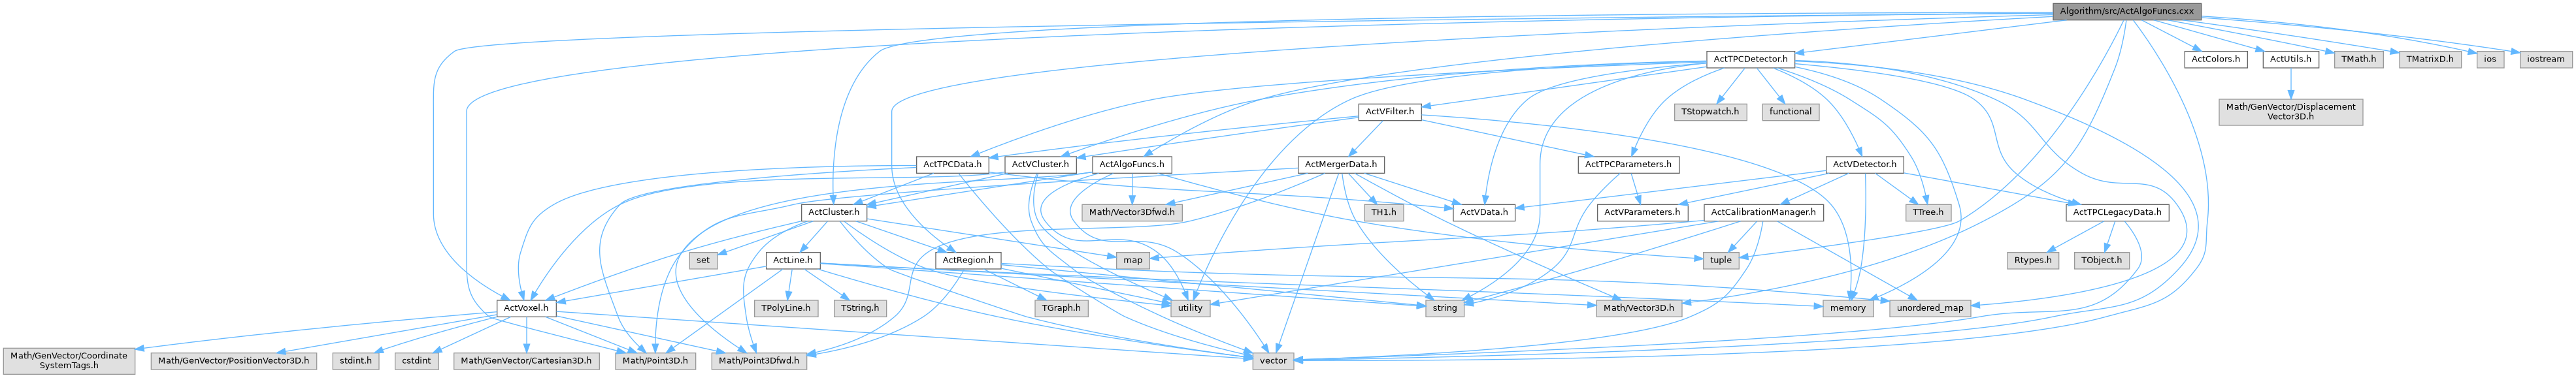 Algorithm/src/ActAlgoFuncs.cxx
ActTPCDetector.h
ActColors.h
ActUtils.h
TMath.h
TMatrixD.h
ios
iostream
ActVFilter.h
TStopwatch.h
functional
Math/GenVector/Displacement
Vector3D.h
ActTPCData.h
ActVCluster.h
ActAlgoFuncs.h
ActMergerData.h
ActTPCParameters.h
ActVDetector.h
ActCluster.h
Math/Vector3Dfwd.h
TH1.h
ActVData.h
ActVParameters.h
ActCalibrationManager.h
TTree.h
ActTPCLegacyData.h
set
ActLine.h
ActRegion.h
map
tuple
Rtypes.h
TObject.h
ActVoxel.h
TPolyLine.h
TString.h
TGraph.h
utility
string
Math/Vector3D.h
memory
unordered_map
Math/GenVector/Coordinate
SystemTags.h
Math/GenVector/PositionVector3D.h
stdint.h
cstdint
Math/GenVector/Cartesian3D.h
Math/Point3D.h
Math/Point3Dfwd.h
vector